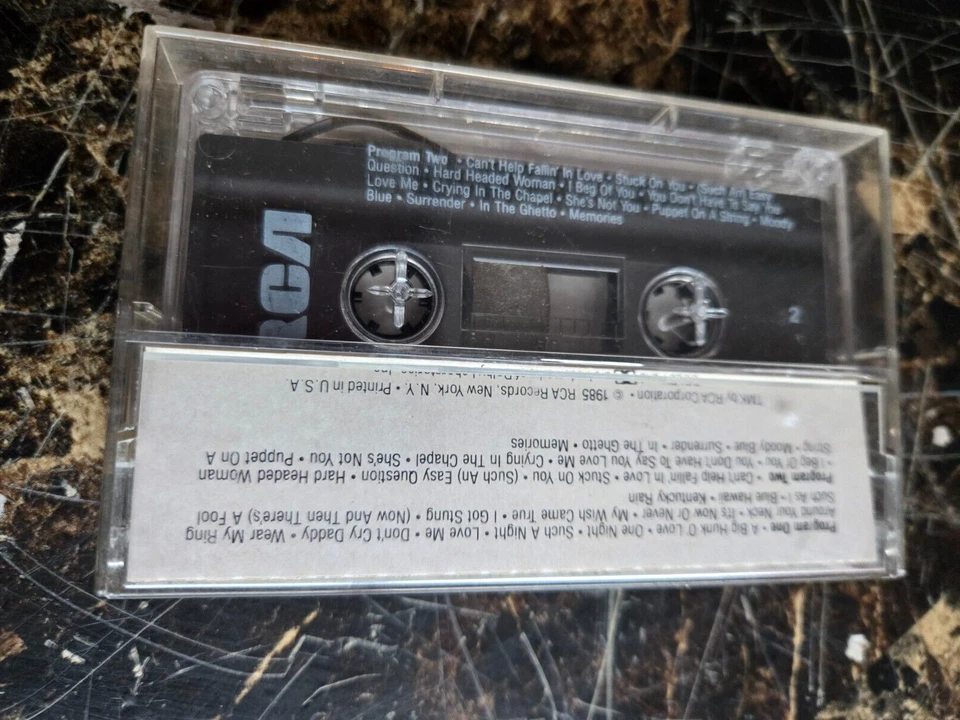 Program Two • Can't Help Fallin' In Love • Stuck On You • (Such An) Easy
Question • Hard Headed Woman • I Beg Of You • You Don't Have To Say You
Love Me • Crying In The Chapel • She's Not You • Puppet On A String • Moody
Blue • Surrender • In The Ghetto • Memories
RCA
2
Program One • A Big Hunk O' Love • One Night • Such A Night • Love Me • Don't Cry Daddy • Wear My Ring
Around Your Neck • It's Now Or Never • My Wish Came True • I Got Stung • (Now And Then There's) A Fool
Such As I • Blue Hawaii • Kentucky Rain
Program Two • Can't Help Fallin' In Love • Stuck On You • (Such An) Easy Question • Hard Headed Woman
• I Beg Of You • You Don't Have To Say You Love Me • Crying In The Chapel • She's Not You • Puppet On A
String • Moody Blue • Surrender • In The Ghetto • Memories
TMK by RCA Corporation • © 1985 RCA Records, New York, N.Y. • Printed in U.S.A.
Dolby Laboratories, Inc.